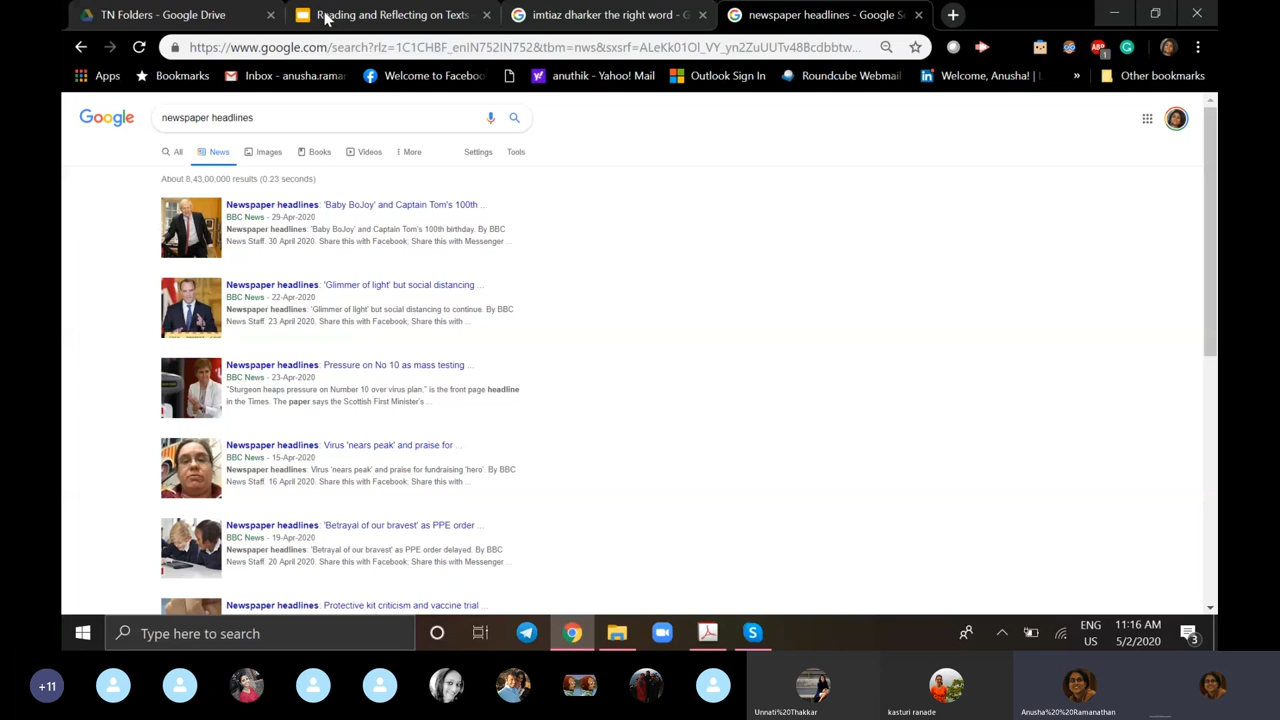 TN Folders - Google Drive
Reading and Reflecting on Texts
imtiaz dharker the right word - G
newspaper headlines - Google S
https://www.google.com/search?rlz=1C1CHBF_enIN752IN752&tbm=nws&sxsrf=ALeKk01Ol_VY_yn2ZuUUTv48Bcdbbtw...
Apps
Bookmarks
Inbox - anusha.raman
Welcome to Faceboo
anuthik - Yahoo! Mail
Outlook Sign In
Roundcube Webmail
Welcome, Anusha! | L
»
Other bookmarks
Google
newspaper headlines
All
News
Images
Books
Videos
More
Settings
Tools
About 8,43,00,000 results (0.23 seconds)
Newspaper headlines: 'Baby BoJoy' and Captain Tom's 100th ...
BBC News - 29-Apr-2020
Newspaper headlines: 'Baby BoJoy' and Captain Tom's 100th birthday. By BBC
News Staff. 30 April 2020. Share this with Facebook; Share this with Messenger ...
Newspaper headlines: 'Glimmer of light' but social distancing ...
BBC News - 22-Apr-2020
Newspaper headlines: 'Glimmer of light' but social distancing to continue. By BBC
News Staff. 23 April 2020. Share this with Facebook; Share this with ...
Newspaper headlines: Pressure on No 10 as mass testing ...
BBC News - 23-Apr-2020
"Sturgeon heaps pressure on Number 10 over virus plan," is the front page headline
in the Times. The paper says the Scottish First Minister's ...
Newspaper headlines: Virus 'nears peak' and praise for ...
BBC News - 15-Apr-2020
Newspaper headlines: Virus 'nears peak' and praise for fundraising 'hero'. By BBC
News Staff. 16 April 2020. Share this with Facebook; Share this with ...
Newspaper headlines: 'Betrayal of our bravest' as PPE order ...
BBC News - 19-Apr-2020
Newspaper headlines: 'Betrayal of our bravest' as PPE order delayed. By BBC
News Staff. 20 April 2020. Share this with Facebook; Share this with Messenger ...
Newspaper headlines: Protective kit criticism and vaccine trial ...
Type here to search
ENG
US
11:16 AM
5/2/2020
3
+11
Unnati%20Thakkar
kasturi ranade
Anusha%20%20Ramanathan